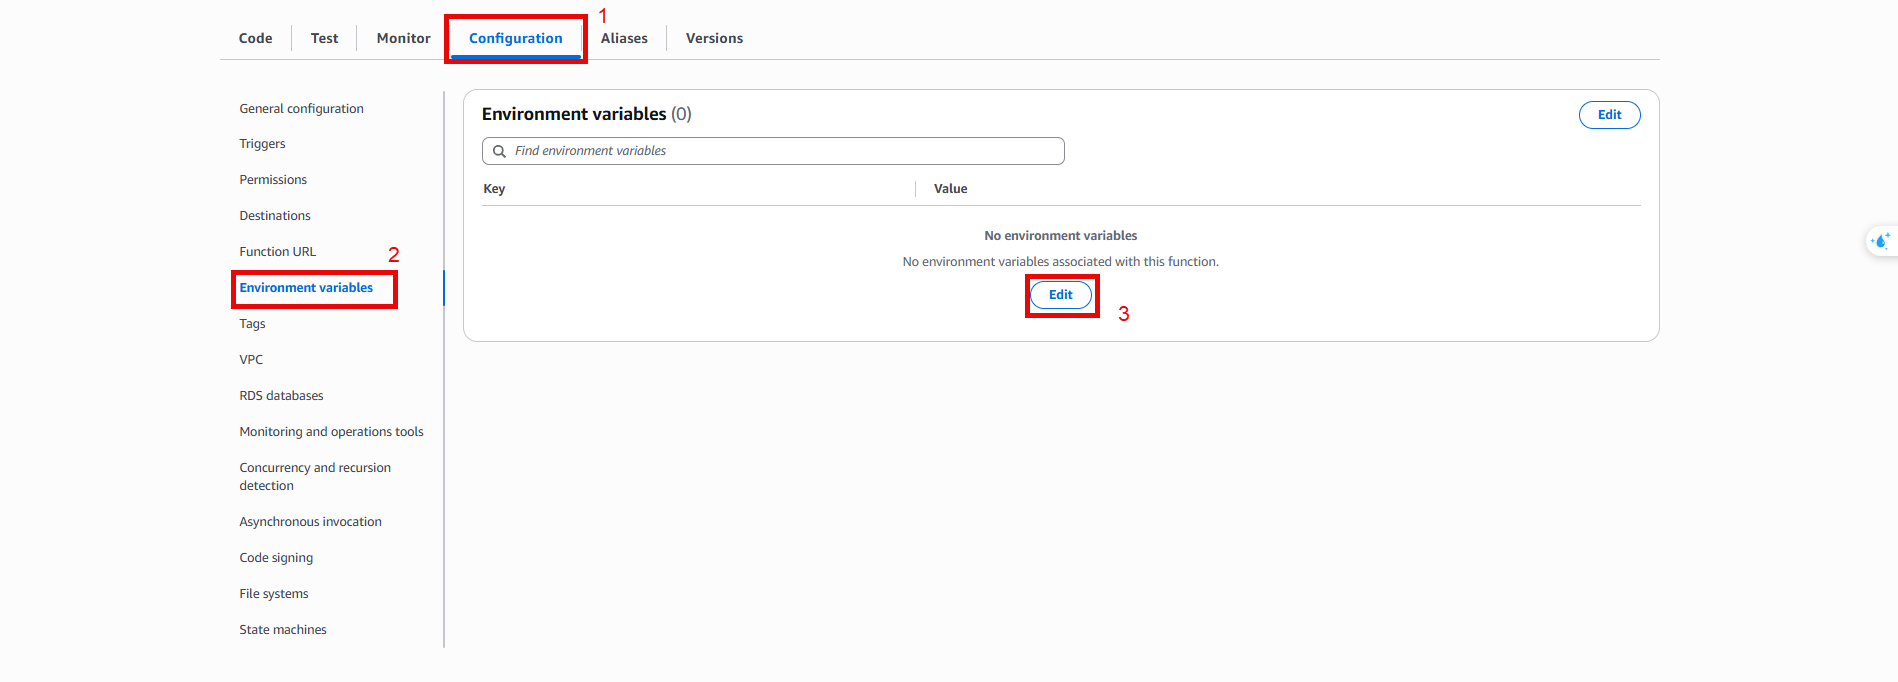 1
Code
Test
Monitor
Configuration
Aliases
Versions
General configuration
Triggers
Permissions
Destinations
Function URL
2
Environment variables
Tags
VPC
RDS databases
Monitoring and operations tools
Concurrency and recursion
detection
Asynchronous invocation
Code signing
File systems
State machines
Environment variables (0)
Edit
Find environment variables
Key
Value
No environment variables
No environment variables associated with this function.
Edit
3